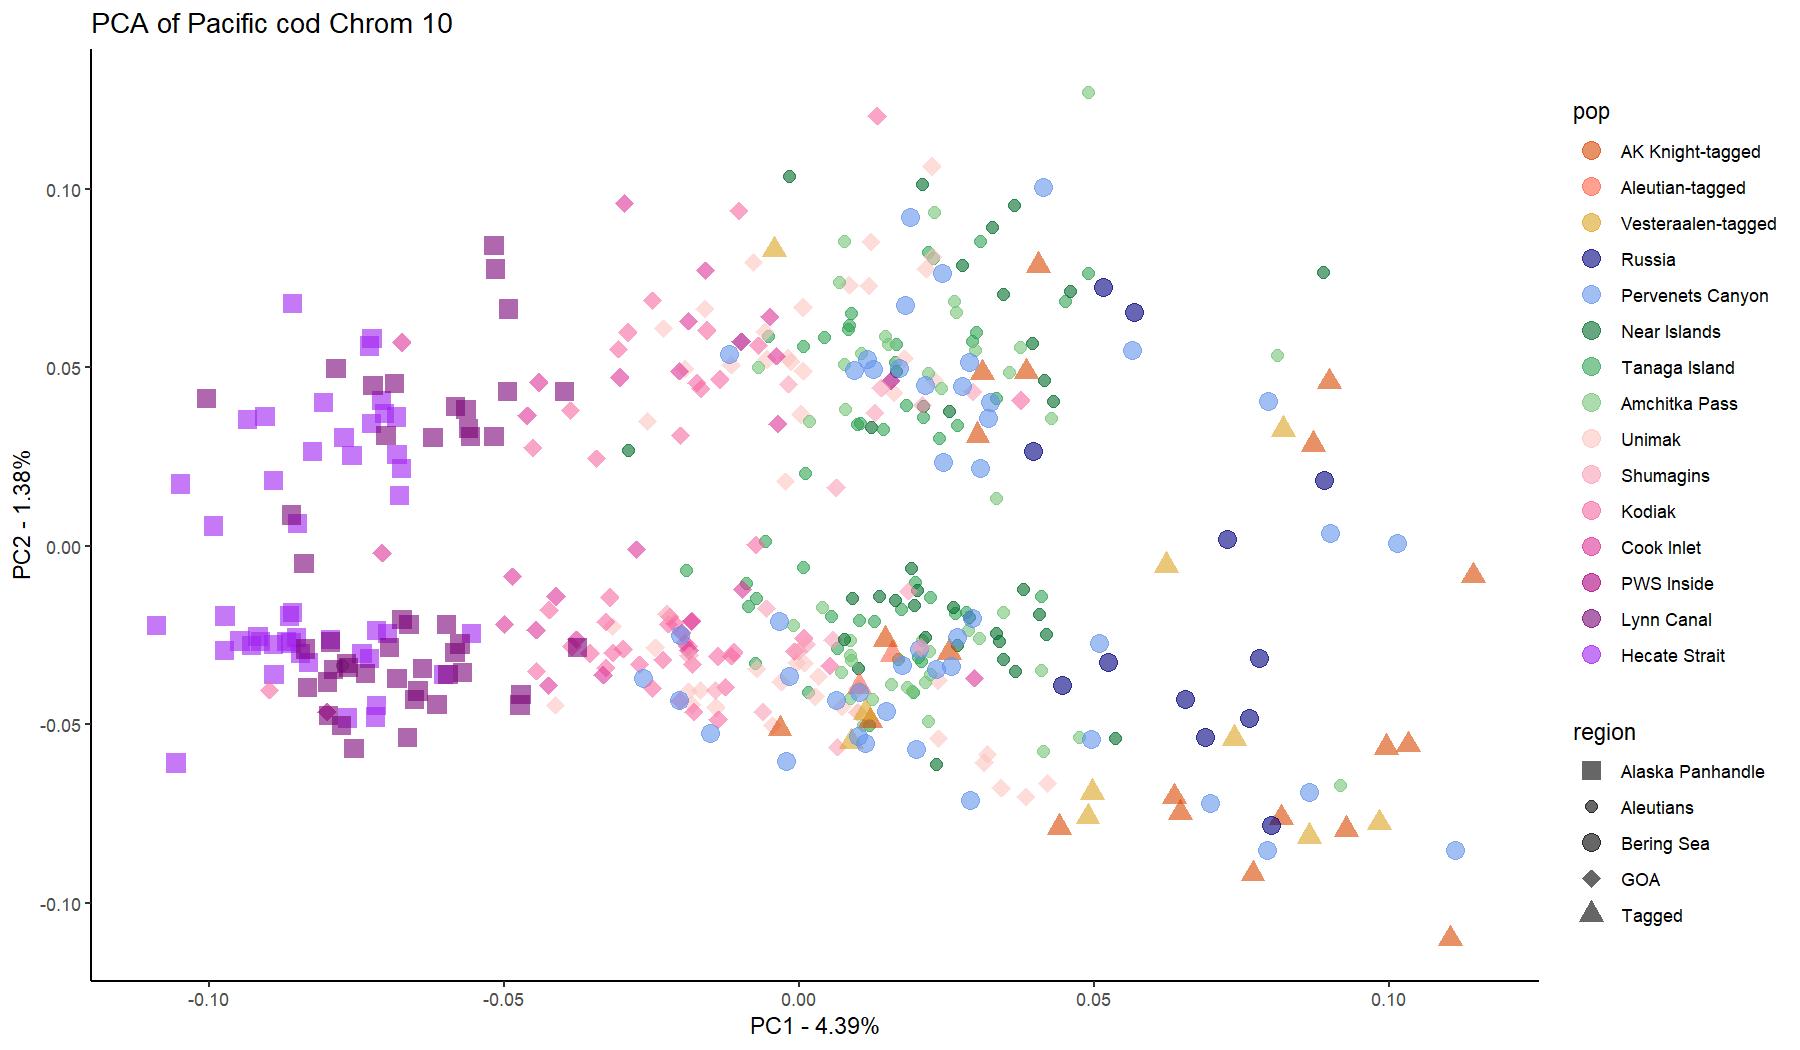 PCA of Pacific cod Chrom 10
0.10
0.05
0.00
-0.05
-0.10
PC2 - 1.38%
-0.10
-0.05
0.00
0.05
0.10
PC1 - 4.39%
pop
AK Knight-tagged
Aleutian-tagged
Vesteraalen-tagged
Russia
Pervenets Canyon
Near Islands
Tanaga Island
Amchitka Pass
Unimak
Shumagins
Kodiak
Cook Inlet
PWS Inside
Lynn Canal
Hecate Strait
region
Alaska Panhandle
Aleutians
Bering Sea
GOA
Tagged